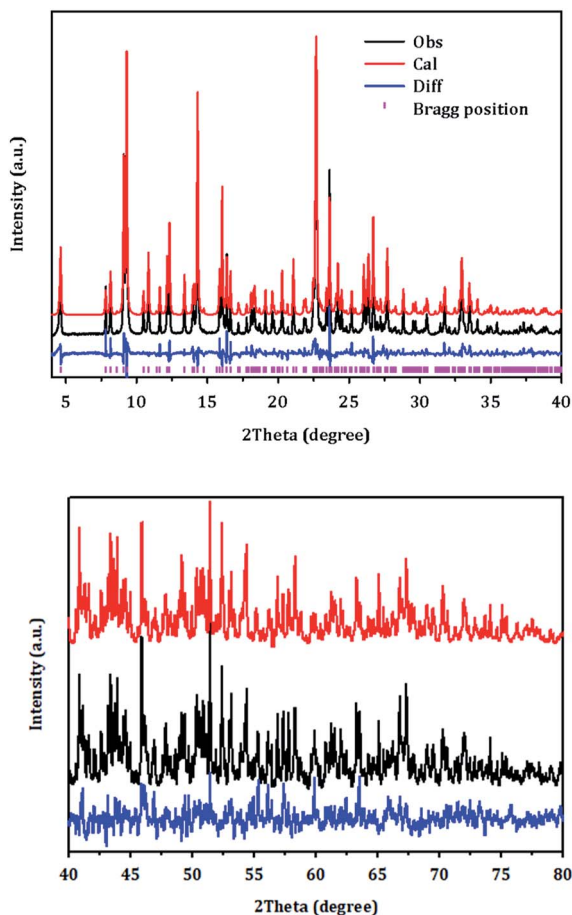 Obs
Cal
Diff
Bragg position
Intensity (a.u.)
5 10 15 20 25 30 35 40
2Theta (degree)
Intensity (a.u.)
40 45 50 55 60 65 70 75 80
2Theta (degree)